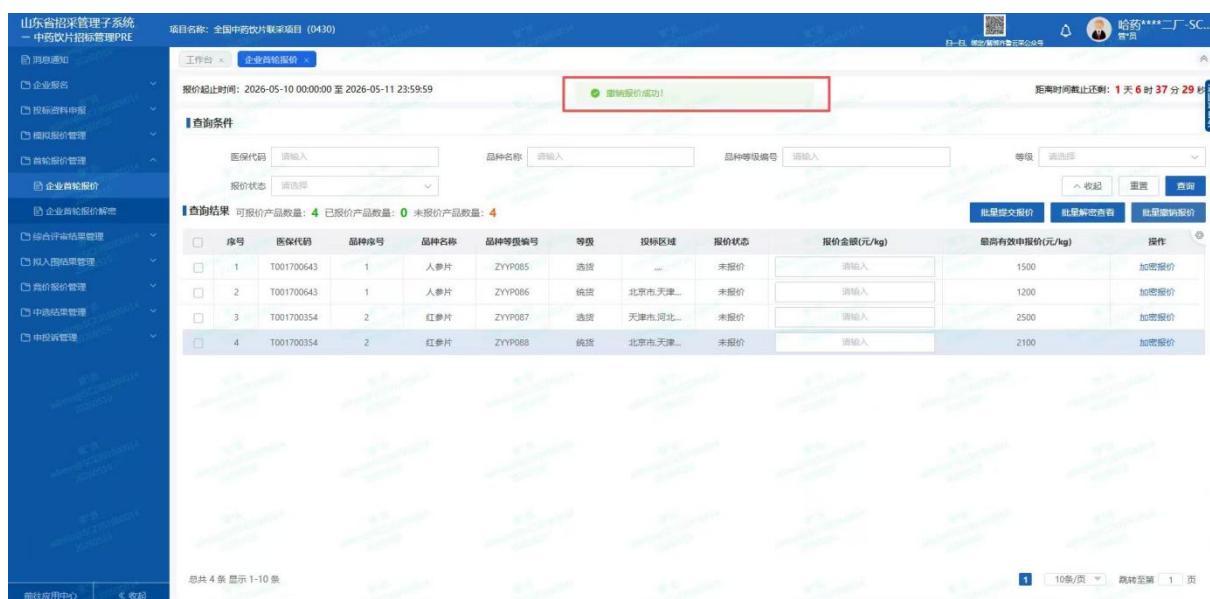 山东省招采管理子系统
— 中药饮片招标管理PRE
项目名称：全国中药饮片联采项目（0430）
哈药****二厂-SC...
管*员
消息通知
企业报名
投标资料申报
模拟报价管理
首轮报价管理
企业首轮报价
企业首轮报价解密
综合评审结果管理
拟入围结果管理
竞价报价管理
中选结果管理
申投诉管理
前往应用中心 《 收起
工作台 × 企业首轮报价 ×
报价起止时间：2026-05-10 00:00:00 至 2026-05-11 23:59:59
撤销报价成功！
距离时间截止还剩：1 天 6 时 37 分 29 秒
查询条件
医保代码 请输入 品种名称 请输入 品种等级编号 请输入 等级 请选择
报价状态 请选择 收起 重置 查询
查询结果 可报价产品数量：4 已报价产品数量：0 未报价产品数量：4 批量提交报价 批量解密查看 批量撤销报价
序号 医保代码 品种序号 品种名称 品种等级编号 等级 投标区域 报价状态 报价金额(元/kg) 最高有效申报价(元/kg) 操作
1 T001700643 1 人参片 ZYYP085 选货 ,,,, 未报价 请输入 1500 加密报价
2 T001700643 1 人参片 ZYYP086 统货 北京市,天津... 未报价 请输入 1200 加密报价
3 T001700354 2 红参片 ZYYP087 选货 天津市,河北... 未报价 请输入 2500 加密报价
4 T001700354 2 红参片 ZYYP088 统货 北京市,天津... 未报价 请输入 2100 加密报价
总共 4 条 显示 1-10 条 1 10条/页 跳转至第 1 页